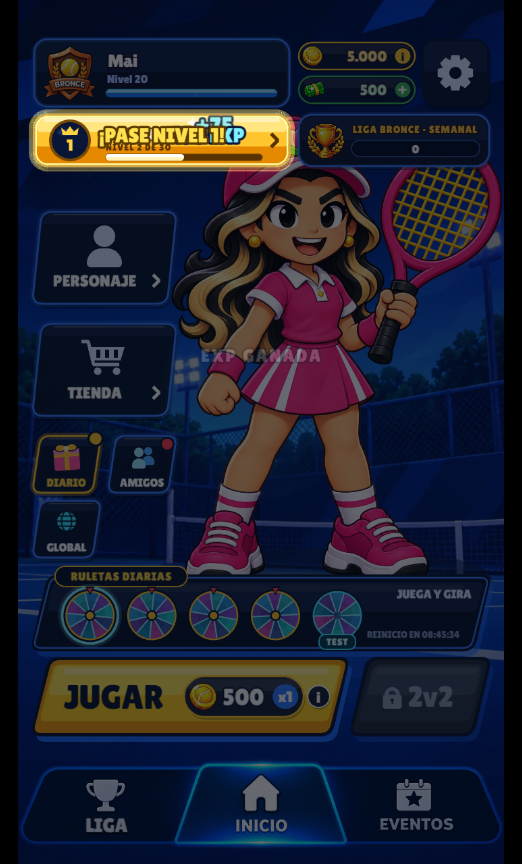 Mai
Nivel 20
BRONCE
5.000
i
500
+
+75
¡PASE NIVEL 1! XP
1
NIVEL 2 DE 30
LIGA BRONCE - SEMANAL
0
PERSONAJE
EXP GANADA
TIENDA
DIARIO
AMIGOS
GLOBAL
RULETAS DIARIAS
JUEGA Y GIRA
TEST
REINICIO EN 08:45:34
JUGAR
500
x1
i
2v2
LIGA
INICIO
EVENTOS